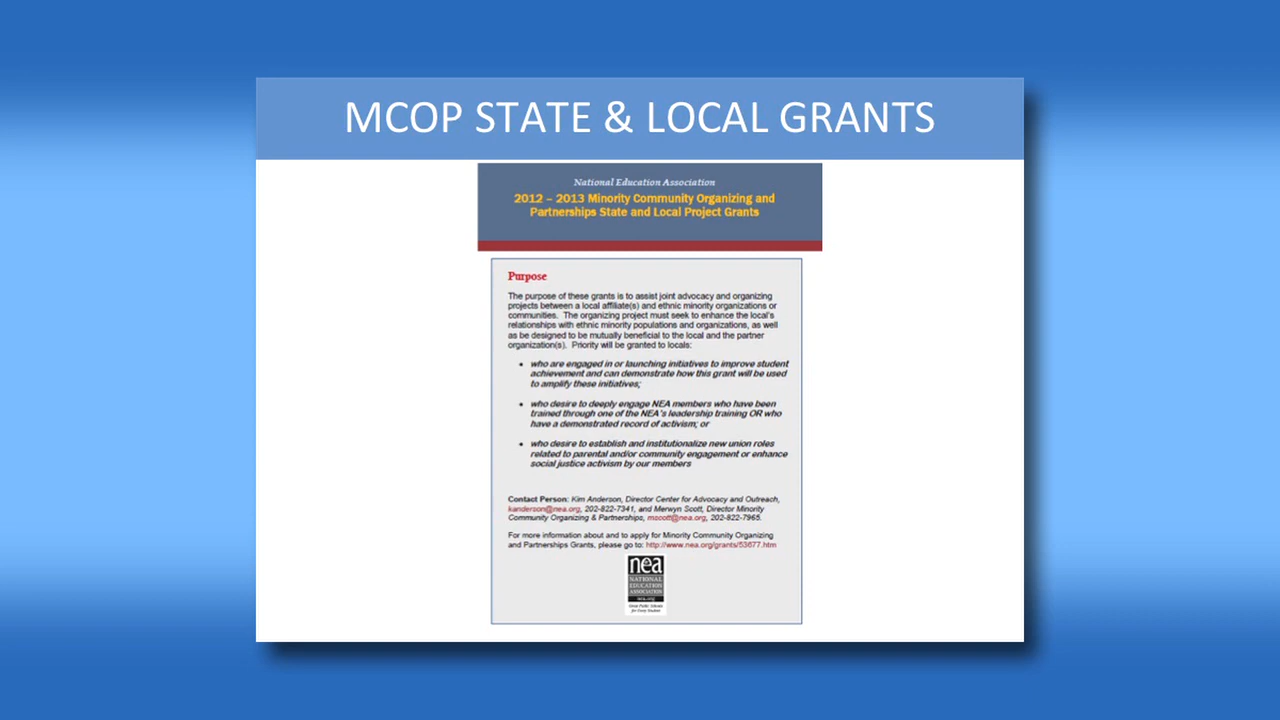 MCOP STATE & LOCAL GRANTS
National Education Association
2012 – 2013 Minority Community Organizing and
Partnerships State and Local Project Grants
Purpose
The purpose of these grants is to assist joint advocacy and organizing
projects between a local affiliate(s) and ethnic minority organizations or
communities. The organizing project must seek to enhance the local's
relationships with ethnic minority populations and organizations, as well
as be designed to be mutually beneficial to the local and the partner
organization(s). Priority will be granted to locals:
• who are engaged in or launching initiatives to improve student
achievement and can demonstrate how this grant will be used
to amplify these initiatives;
• who desire to deeply engage NEA members who have been
trained through one of the NEA's leadership training OR who
have a demonstrated record of activism; or
• who desire to establish and institutionalize new union roles
related to parental and/or community engagement or enhance
social justice activism by our members
Contact Person: Kim Anderson, Director Center for Advocacy and Outreach,
kanderson@nea.org, 202-822-7341, and Merwyn Scott, Director Minority
Community Organizing & Partnerships, mscott@nea.org, 202-822-7965.
For more information about and to apply for Minority Community Organizing
and Partnerships Grants, please go to: http://www.nea.org/grants/53677.htm
nea
NATIONAL
EDUCATION
ASSOCIATION
nea.org
Great Public Schools
for Every Student